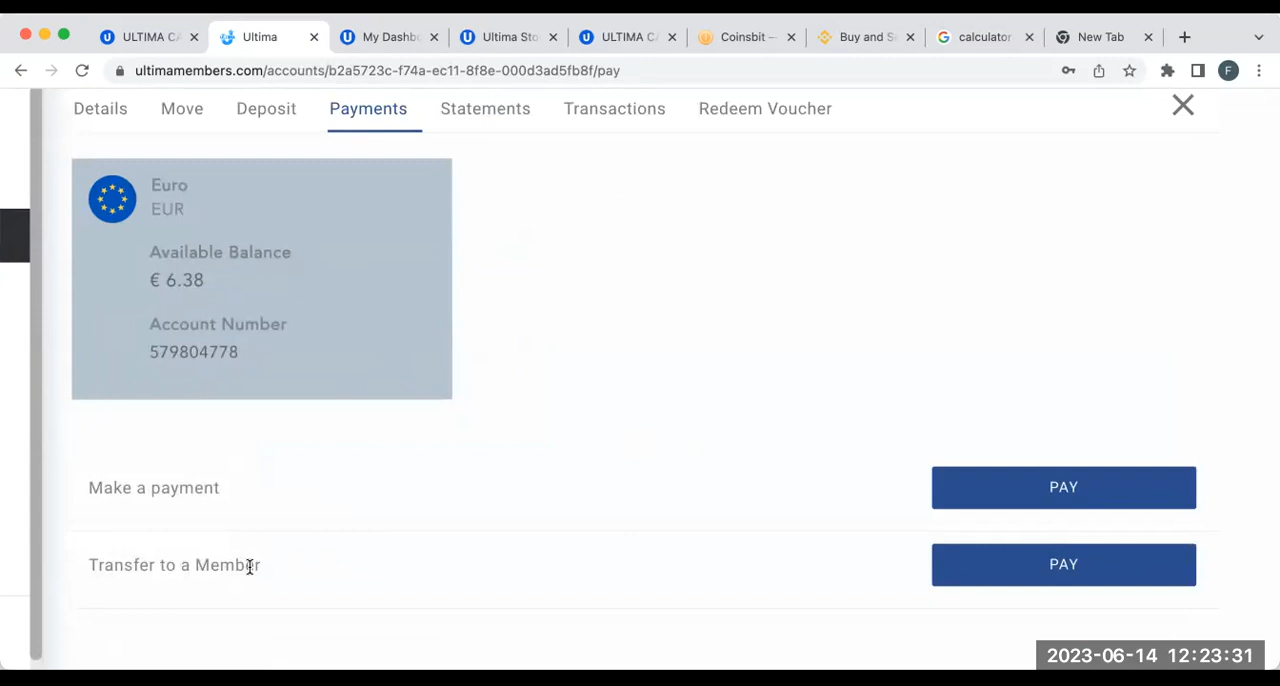 ULTIMA CA
Ultima
My Dashb
Ultima Sto
ULTIMA CA
Coinsbit —
Buy and S
calculator
New Tab
ultimamembers.com/accounts/b2a5723c-f74a-ec11-8f8e-000d3ad5fb8f/pay
F
Details
Move
Deposit
Payments
Statements
Transactions
Redeem Voucher
Euro
EUR
Available Balance
€ 6.38
Account Number
579804778
Make a payment
PAY
Transfer to a Member
PAY
2023-06-14 12:23:31